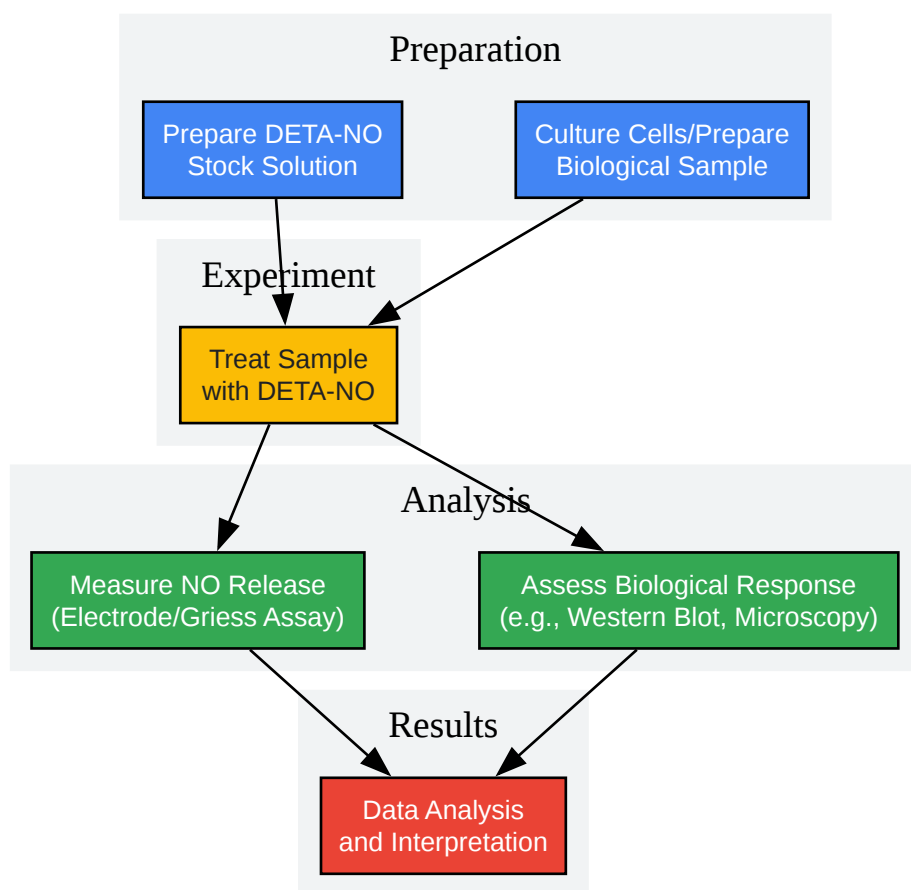 Preparation
Prepare DETA-NO
Stock Solution
Culture Cells/Prepare
Biological Sample
Experiment
Treat Sample
with DETA-NO
Analysis
Measure NO Release
(Electrode/Griess Assay)
Assess Biological Response
(e.g., Western Blot, Microscopy)
Results
Data Analysis
and Interpretation